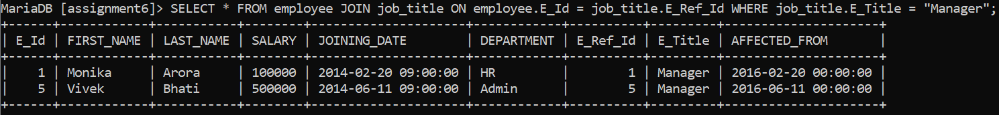 MariaDB [assignment6]> SELECT * FROM employee JOIN job_title ON employee.E_Id = job_title.E_Ref_Id WHERE job_title.E_Title = "Manager";
+------+------------+-----------+--------+---------------------+------------+----------+---------+---------------------+
| E_Id | FIRST_NAME | LAST_NAME | SALARY | JOINING_DATE        | DEPARTMENT | E_Ref_Id | E_Title | AFFECTED_FROM       |
+------+------------+-----------+--------+---------------------+------------+----------+---------+---------------------+
|    1 | Monika     | Arora     | 100000 | 2014-02-20 09:00:00 | HR         |        1 | Manager | 2016-02-20 00:00:00 |
|    5 | Vivek      | Bhati     | 500000 | 2014-06-11 09:00:00 | Admin      |        5 | Manager | 2016-06-11 00:00:00 |
+------+------------+-----------+--------+---------------------+------------+----------+---------+---------------------+